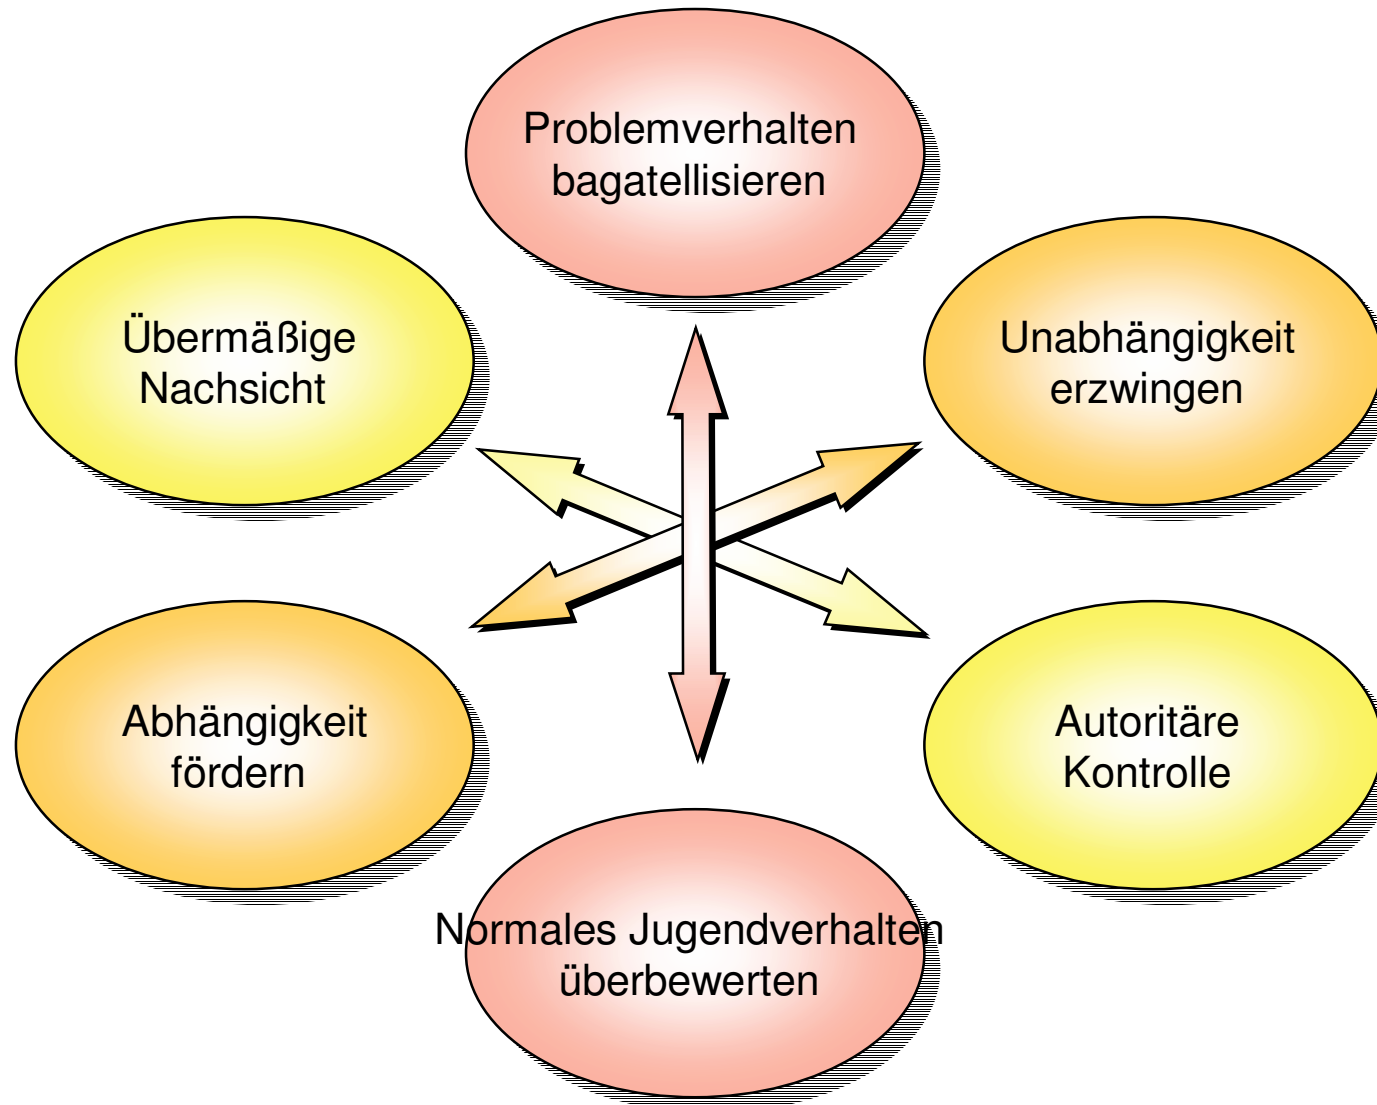 Problemverhalten
bagatellisieren
Übermäßige
Nachsicht
Unabhängigkeit
erzwingen
Abhängigkeit
fördern
Autoritäre
Kontrolle
Normales Jugendverhalten
überbewerten